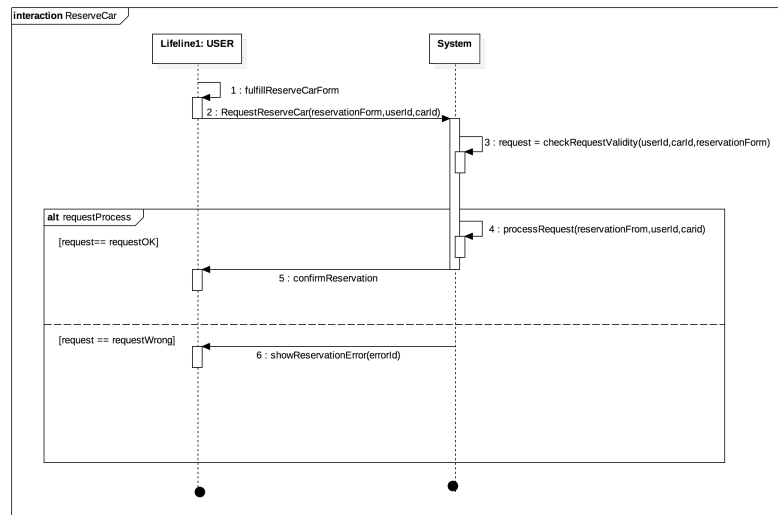 interaction ReserveCar
Lifeline1: USER
System
1 : fulfillReserveCarForm
2 : RequestReserveCar(reservationForm,userId,carId)
3 : request = checkRequestValidity(userId,carId,reservationForm)
alt requestProcess
4 : processRequest(reservationFrom,userId,carid)
[request== requestOK]
5 : confirmReservation
[request == requestWrong]
6 : showReservationError(errorId)